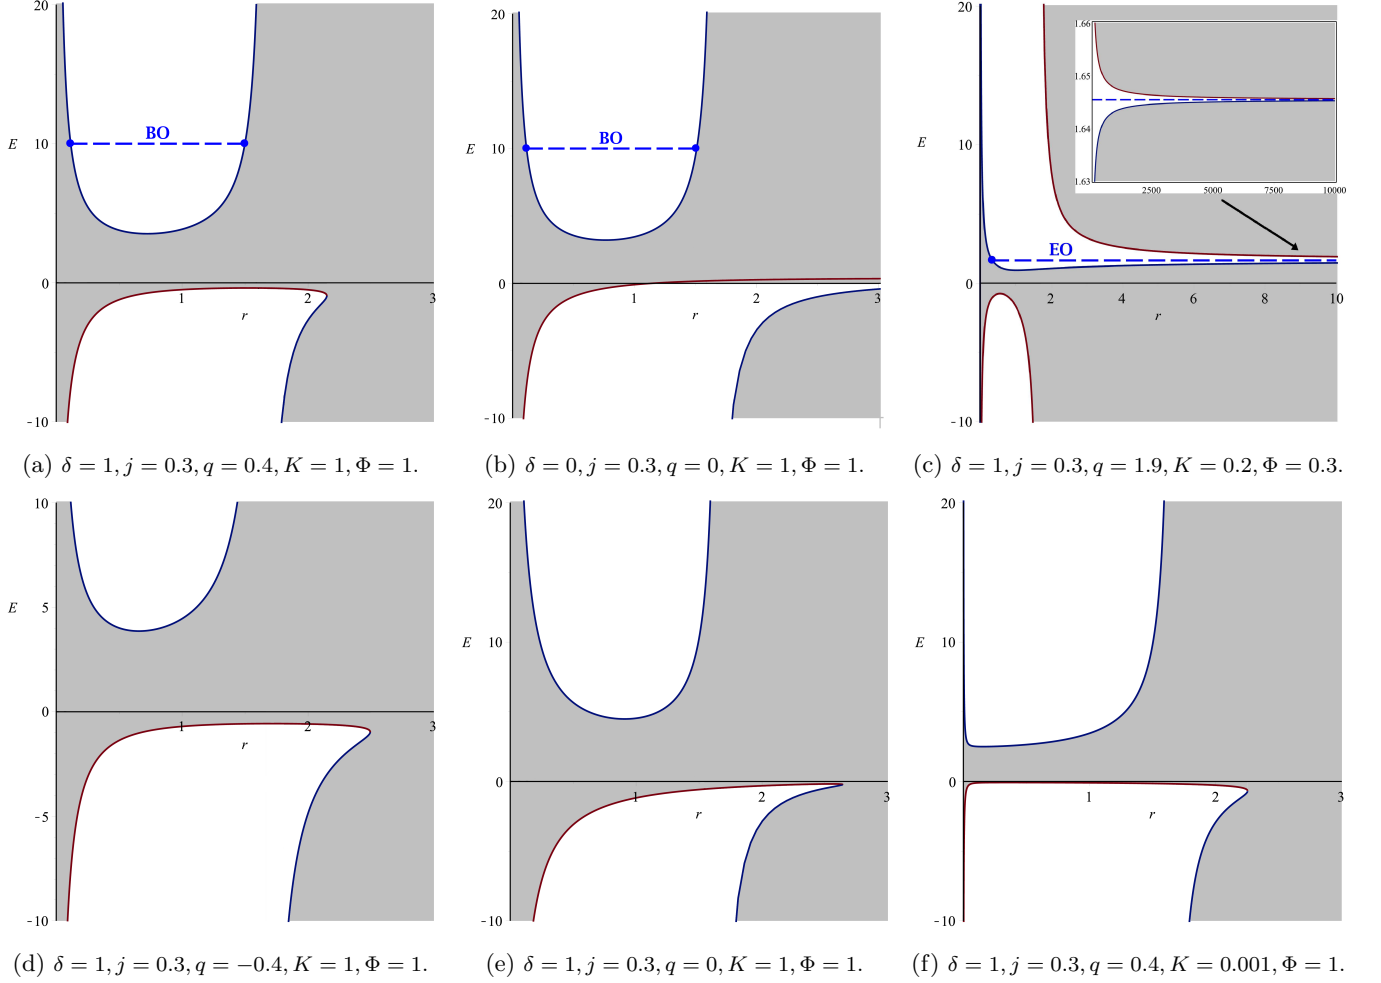 20
10
E
0
-10
BO
1
2
3
r
20
10
E
0
-10
BO
1
2
3
r
20
10
E
0
-10
EO
2
4
6
8
10
r
1.66
1.65
1.64
1.63
2500
5000
7500
10000
(a) δ = 1, j = 0.3, q = 0.4, K = 1, Φ = 1.
(b) δ = 0, j = 0.3, q = 0, K = 1, Φ = 1.
(c) δ = 1, j = 0.3, q = 1.9, K = 0.2, Φ = 0.3.
10
5
E
0
-5
-10
1
2
3
r
20
10
E
0
-10
1
2
3
r
20
10
E
0
-10
1
2
3
r
(d) δ = 1, j = 0.3, q = −0.4, K = 1, Φ = 1.
(e) δ = 1, j = 0.3, q = 0, K = 1, Φ = 1.
(f) δ = 1, j = 0.3, q = 0.4, K = 0.001, Φ = 1.